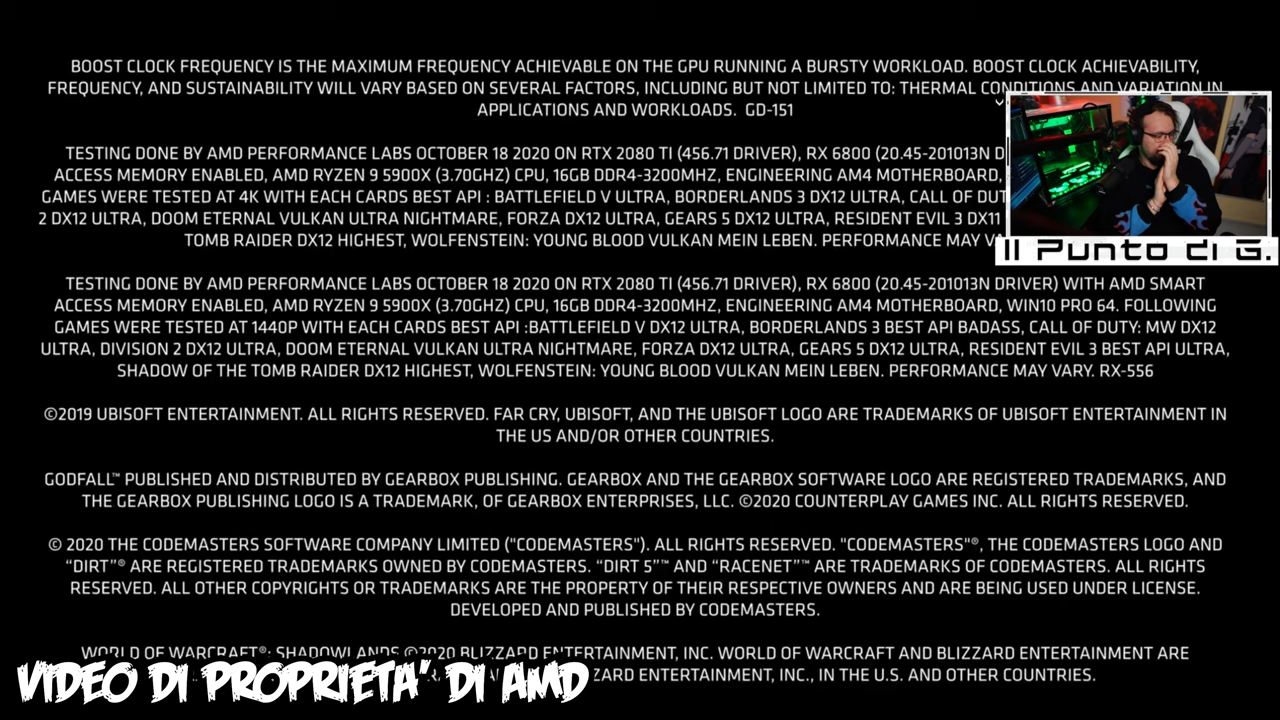 BOOST CLOCK FREQUENCY IS THE MAXIMUM FREQUENCY ACHIEVABLE ON THE GPU RUNNING A BURSTY WORKLOAD. BOOST CLOCK ACHIEVABILITY,
FREQUENCY, AND SUSTAINABILITY WILL VARY BASED ON SEVERAL FACTORS, INCLUDING BUT NOT LIMITED TO: THERMAL CONDITIONS AND VARIATION IN
APPLICATIONS AND WORKLOADS. GD-151
TESTING DONE BY AMD PERFORMANCE LABS OCTOBER 18 2020 ON RTX 2080 TI (456.71 DRIVER), RX 6800 (20.45-201013N
ACCESS MEMORY ENABLED, AMD RYZEN 9 5900X (3.70GHZ) CPU, 16GB DDR4-3200MHZ, ENGINEERING AM4 MOTHERBOARD,
GAMES WERE TESTED AT 4K WITH EACH CARDS BEST API : BATTLEFIELD V ULTRA, BORDERLANDS 3 DX12 ULTRA, CALL OF
2 DX12 ULTRA, DOOM ETERNAL VULKAN ULTRA NIGHTMARE, FORZA DX12 ULTRA, GEARS 5 DX12 ULTRA, RESIDENT EVIL 3 DX11
TOMB RAIDER DX12 HIGHEST, WOLFENSTEIN: YOUNG BLOOD VULKAN MEIN LEBEN. PERFORMANCE MAY
Il Punto di G.
TESTING DONE BY AMD PERFORMANCE LABS OCTOBER 18 2020 ON RTX 2080 TI (456.71 DRIVER), RX 6800 (20.45-201013N DRIVER) WITH AMD SMART
ACCESS MEMORY ENABLED, AMD RYZEN 9 5900X (3.70GHZ) CPU, 16GB DDR4-3200MHZ, ENGINEERING AM4 MOTHERBOARD, WIN10 PRO 64. FOLLOWING
GAMES WERE TESTED AT 1440P WITH EACH CARDS BEST API :BATTLEFIELD V DX12 ULTRA, BORDERLANDS 3 BEST API BADASS, CALL OF DUTY: MW DX12
ULTRA, DIVISION 2 DX12 ULTRA, DOOM ETERNAL VULKAN ULTRA NIGHTMARE, FORZA DX12 ULTRA, GEARS 5 DX12 ULTRA, RESIDENT EVIL 3 BEST API ULTRA,
SHADOW OF THE TOMB RAIDER DX12 HIGHEST, WOLFENSTEIN: YOUNG BLOOD VULKAN MEIN LEBEN. PERFORMANCE MAY VARY. RX-556
©2019 UBISOFT ENTERTAINMENT. ALL RIGHTS RESERVED. FAR CRY, UBISOFT, AND THE UBISOFT LOGO ARE TRADEMARKS OF UBISOFT ENTERTAINMENT IN
THE US AND/OR OTHER COUNTRIES.
GODFALL™ PUBLISHED AND DISTRIBUTED BY GEARBOX PUBLISHING. GEARBOX AND THE GEARBOX SOFTWARE LOGO ARE REGISTERED TRADEMARKS, AND
THE GEARBOX PUBLISHING LOGO IS A TRADEMARK, OF GEARBOX ENTERPRISES, LLC. ©2020 COUNTERPLAY GAMES INC. ALL RIGHTS RESERVED.
© 2020 THE CODEMASTERS SOFTWARE COMPANY LIMITED ("CODEMASTERS"). ALL RIGHTS RESERVED. "CODEMASTERS"®, THE CODEMASTERS LOGO AND
“DIRT”® ARE REGISTERED TRADEMARKS OWNED BY CODEMASTERS. “DIRT 5”™ AND “RACENET”™ ARE TRADEMARKS OF CODEMASTERS. ALL RIGHTS
RESERVED. ALL OTHER COPYRIGHTS OR TRADEMARKS ARE THE PROPERTY OF THEIR RESPECTIVE OWNERS AND ARE BEING USED UNDER LICENSE.
DEVELOPED AND PUBLISHED BY CODEMASTERS.
WORLD OF WARCRAFT®: SHADOWLANDS ©2020 BLIZZARD ENTERTAINMENT, INC. WORLD OF WARCRAFT AND BLIZZARD ENTERTAINMENT ARE
ENTERTAINMENT, INC., IN THE U.S. AND OTHER COUNTRIES.
VIDEO DI PROPRIETA' DI AMD